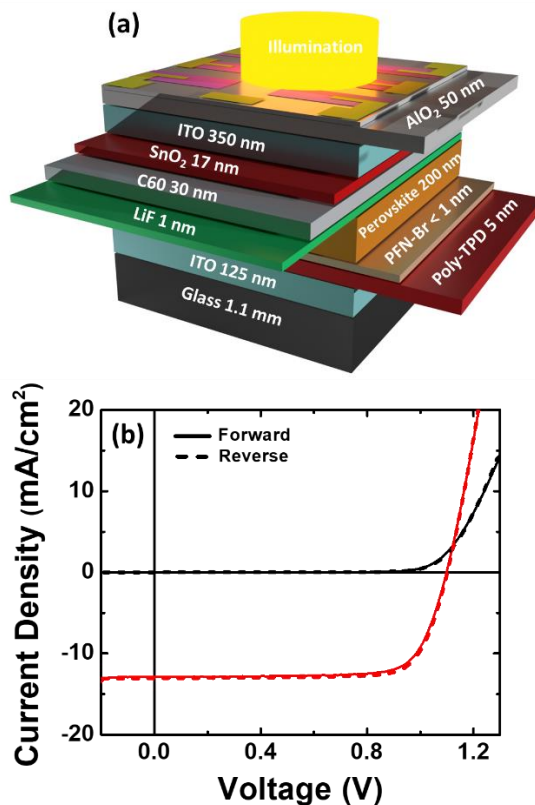 (a)
Illumination
AlO2 50 nm
ITO 350 nm
SnO2 17 nm
C60 30 nm
LiF 1 nm
Perovskite 200 nm
PFN-Br < 1 nm
Poly-TPD 5 nm
ITO 125 nm
Glass 1.1 mm
(b)
Forward
Reverse
Current Density (mA/cm²)
20
10
0
-10
-20
0.0 0.4 0.8 1.2
Voltage (V)